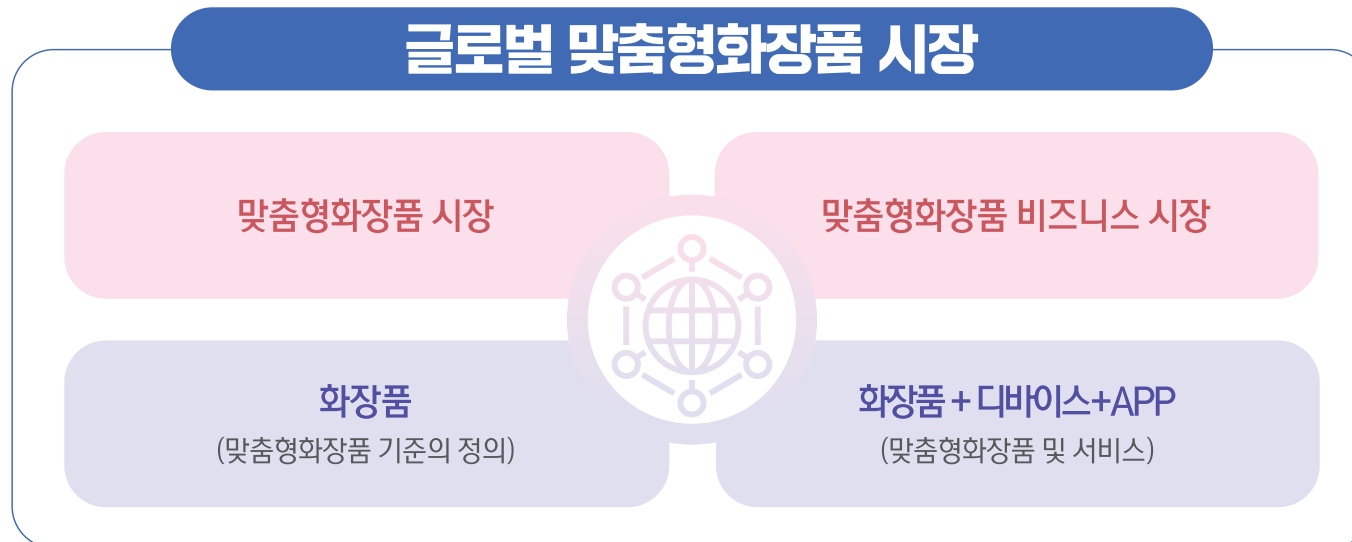 글로벌 맞춤형화장품 시장
맞춤형화장품 시장
맞춤형화장품 비즈니스 시장
화장품
(맞춤형화장품 기준의 정의)
화장품 + 디바이스+APP
(맞춤영화장품 및 서비스)